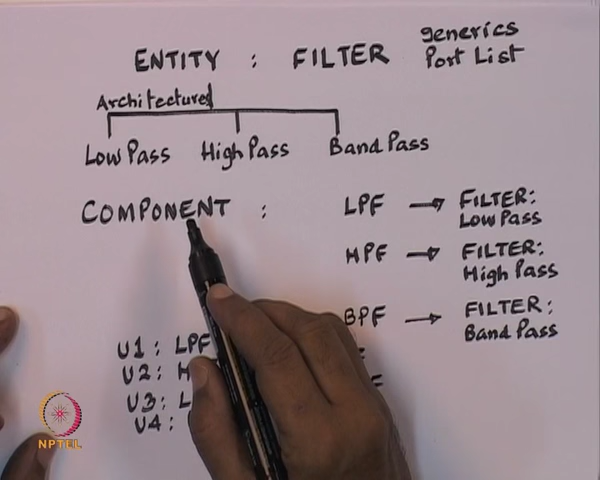 ENTITY : FILTER generics
Port List
Architectures
Low Pass High Pass Band Pass
COMPONENT : LPF → FILTER:
Low Pass
HPF → FILTER:
High Pass
BPF → FILTER:
Band Pass
U1 : LPF
U2 :
U3 :
U4 :
NPTEL